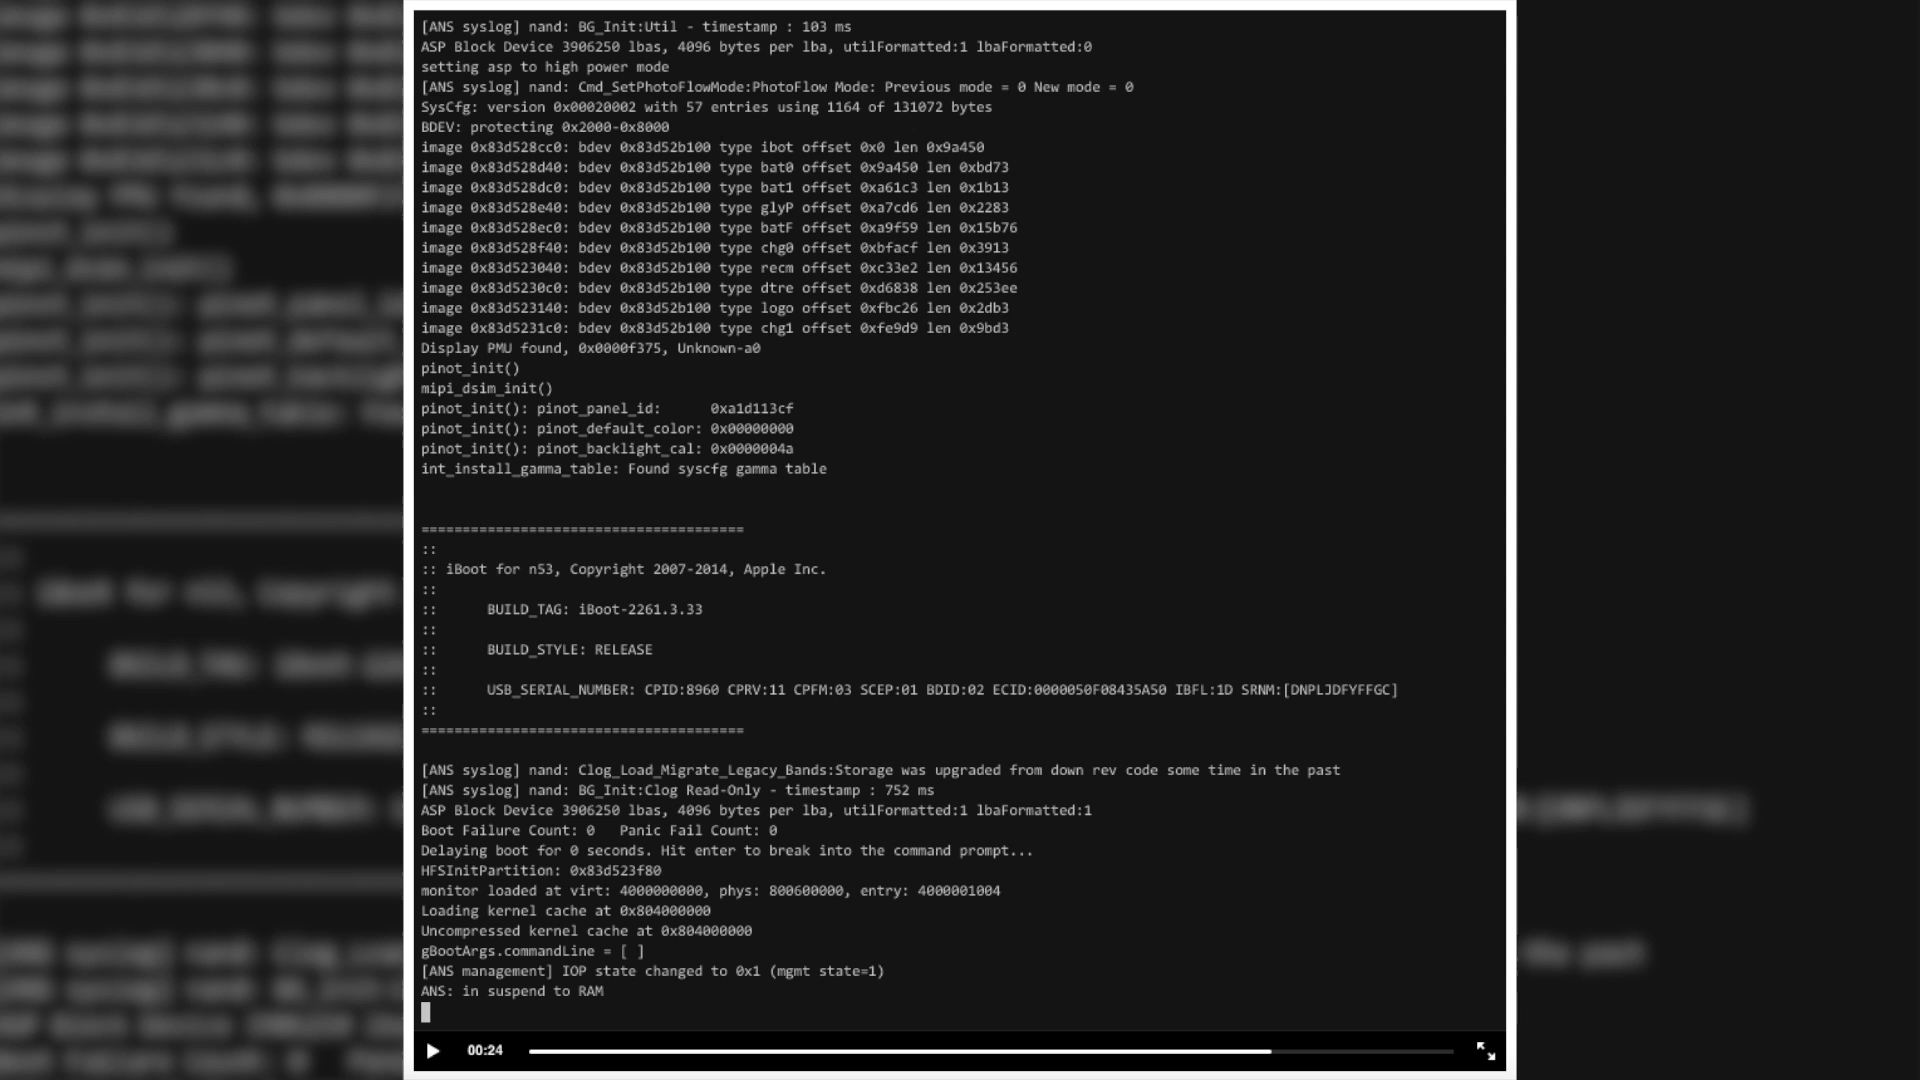 [ANS syslog] nand: BG_Init:Util - timestamp : 103 ms
ASP Block Device 3906250 lbas, 4096 bytes per lba, utilFormatted:1 lbaFormatted:0
setting asp to high power mode
[ANS syslog] nand: Cmd_SetPhotoFlowMode:PhotoFlow Mode: Previous mode = 0 New mode = 0
SysCfg: version 0x00020002 with 57 entries using 1164 of 131072 bytes
BDEV: protecting 0x2000-0x8000
image 0x83d528cc0: bdev 0x83d52b100 type ibot offset 0x0 len 0x9a450
image 0x83d528d40: bdev 0x83d52b100 type bat0 offset 0x9a450 len 0xbd73
image 0x83d528dc0: bdev 0x83d52b100 type bat1 offset 0xa61c3 len 0x1b13
image 0x83d528e40: bdev 0x83d52b100 type glyP offset 0xa7cd6 len 0x2283
image 0x83d528ec0: bdev 0x83d52b100 type batF offset 0xa9f59 len 0x15b76
image 0x83d528f40: bdev 0x83d52b100 type chg0 offset 0xbfacf len 0x3913
image 0x83d523040: bdev 0x83d52b100 type recm offset 0xc33e2 len 0x13456
image 0x83d5230c0: bdev 0x83d52b100 type dtre offset 0xd6838 len 0x253ee
image 0x83d523140: bdev 0x83d52b100 type logo offset 0xfbc26 len 0x2db3
image 0x83d5231c0: bdev 0x83d52b100 type chg1 offset 0xfe9d9 len 0x9bd3
Display PMU found, 0x0000f375, Unknown-a0
pinot_init()
mipi_dsim_init()
pinot_init(): pinot_panel_id:      0xa1d113cf
pinot_init(): pinot_default_color: 0x00000000
pinot_init(): pinot_backlight_cal: 0x0000004a
int_install_gamma_table: Found syscfg gamma table
=======================================
::
:: iBoot for n53, Copyright 2007-2014, Apple Inc.
::
::      BUILD_TAG: iBoot-2261.3.33
::
::      BUILD_STYLE: RELEASE
::
::      USB_SERIAL_NUMBER: CPID:8960 CPRV:11 CPFM:03 SCEP:01 BDID:02 ECID:0000050F08435A50 IBFL:1D SRNM:[DNPLJDFYFFGC]
::
=======================================
[ANS syslog] nand: Clog_Load_Migrate_Legacy_Bands:Storage was upgraded from down rev code some time in the past
[ANS syslog] nand: BG_Init:Clog Read-Only - timestamp : 752 ms
ASP Block Device 3906250 lbas, 4096 bytes per lba, utilFormatted:1 lbaFormatted:1
Boot Failure Count: 0   Panic Fail Count: 0
Delaying boot for 0 seconds. Hit enter to break into the command prompt...
HFSInitPartition: 0x83d523f80
monitor loaded at virt: 4000000000, phys: 800600000, entry: 4000001004
Loading kernel cache at 0x804000000
Uncompressed kernel cache at 0x804000000
gBootArgs.commandLine = [ ]
[ANS management] IOP state changed to 0x1 (mgmt state=1)
ANS: in suspend to RAM
00:24